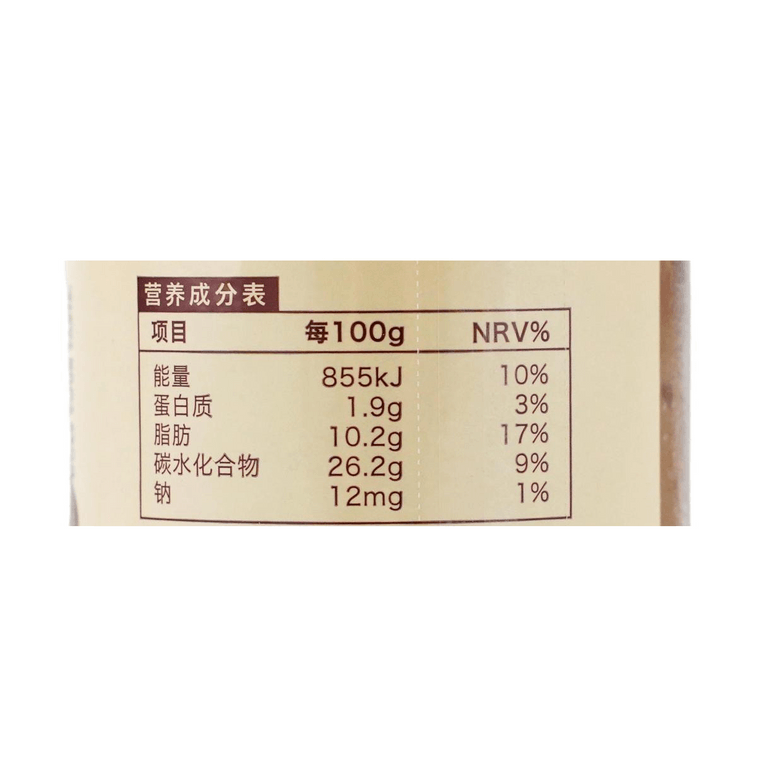 营养成分表
项目 每100g NRV%
能量 855kJ 10%
蛋白质 1.9g 3%
脂肪 10.2g 17%
碳水化合物 26.2g 9%
钠 12mg 1%